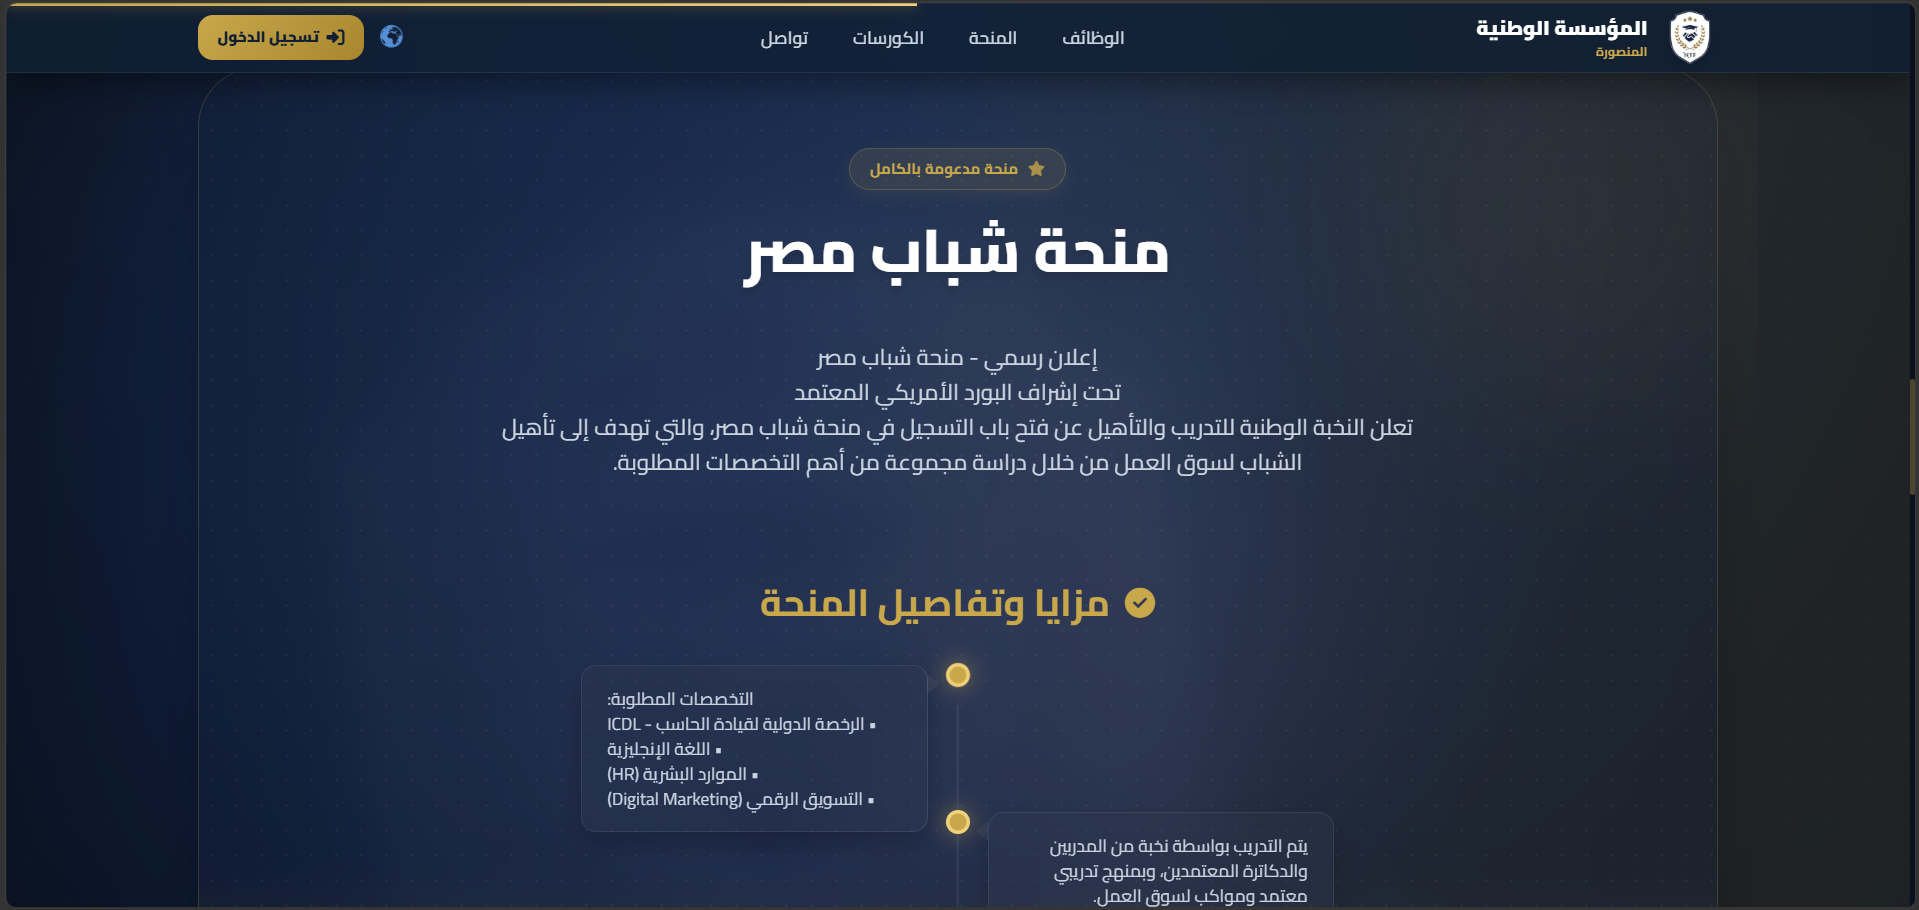 المؤسسة الوطنية
المنصورة
الوظائف
المنحة
الكورسات
تواصل
تسجيل الدخول
منحة مدعومة بالكامل
منحة شباب مصر
إعلان رسمي - منحة شباب مصر
تحت إشراف البورد الأمريكي المعتمد
تعلن النخبة الوطنية للتدريب والتأهيل عن فتح باب التسجيل في منحة شباب مصر، والتي تهدف إلى تأهيل
الشباب لسوق العمل من خلال دراسة مجموعة من أهم التخصصات المطلوبة.
مزايا وتفاصيل المنحة
التخصصات المطلوبة:
▪ الرخصة الدولية لقيادة الحاسب - ICDL
▪ اللغة الإنجليزية
▪ الموارد البشرية (HR)
▪ التسويق الرقمي (Digital Marketing)
يتم التدريب بواسطة نخبة من المدربين
والدكاترة المعتمدين، وبمنهج تدريبي
معتمد ومواكب لسوق العمل.